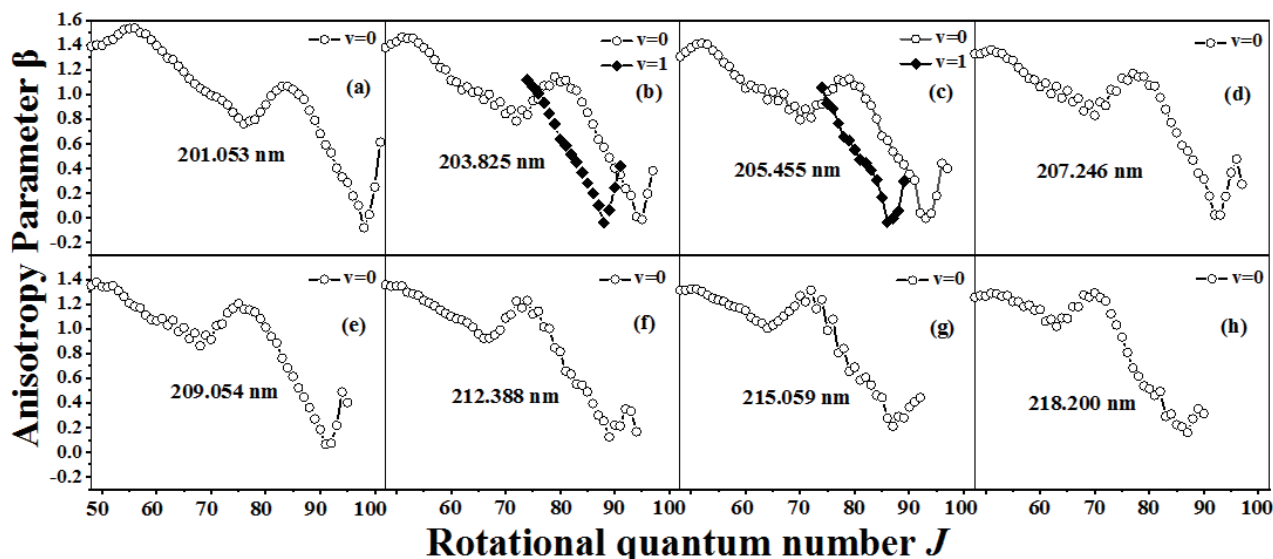 Anisotropy Parameter β
1.6
1.4
1.2
1.0
0.8
0.6
0.4
0.2
0.0
-0.2
v=0
(a)
201.053 nm
v=0
v=1
(b)
203.825 nm
v=0
v=1
(c)
205.455 nm
v=0
(d)
207.246 nm
1.4
1.2
1.0
0.8
0.6
0.4
0.2
0.0
-0.2
v=0
(e)
209.054 nm
v=0
(f)
212.388 nm
v=0
(g)
215.059 nm
v=0
(h)
218.200 nm
50 60 70 80 90 100 60 70 80 90 100 60 70 80 90 100 60 70 80 90 100
Rotational quantum number J